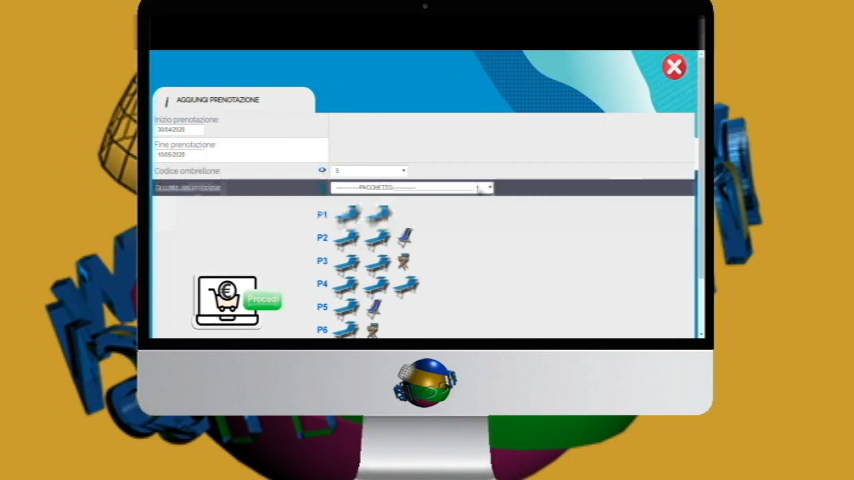 AGGIUNGI PRENOTAZIONE
Inizio prenotazione:
30/04/2020
Fine prenotazione:
10/05/2020
Codice ombrellone:
5
----------PACCHETTO----------
P1
P2
P3
P4
P5
P6
€
Procedi